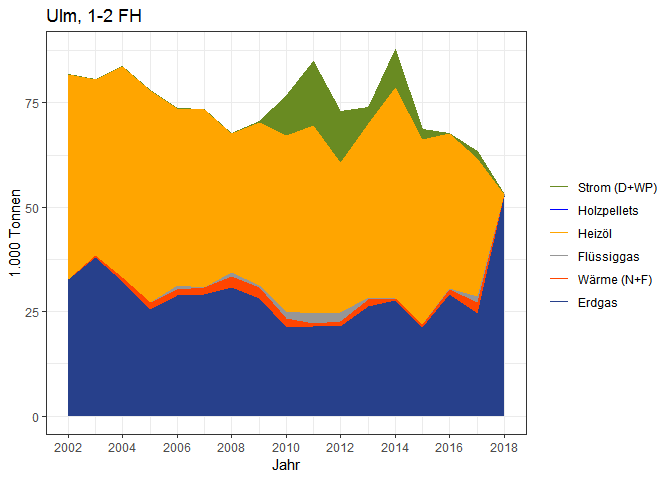 Ulm, 1-2 FH
1.000 Tonnen
75
50
25
0
2002 2004 2006 2008 2010 2012 2014 2016 2018
Jahr
Strom (D+WP)
Holzpellets
Heizöl
Flüssiggas
Wärme (N+F)
Erdgas